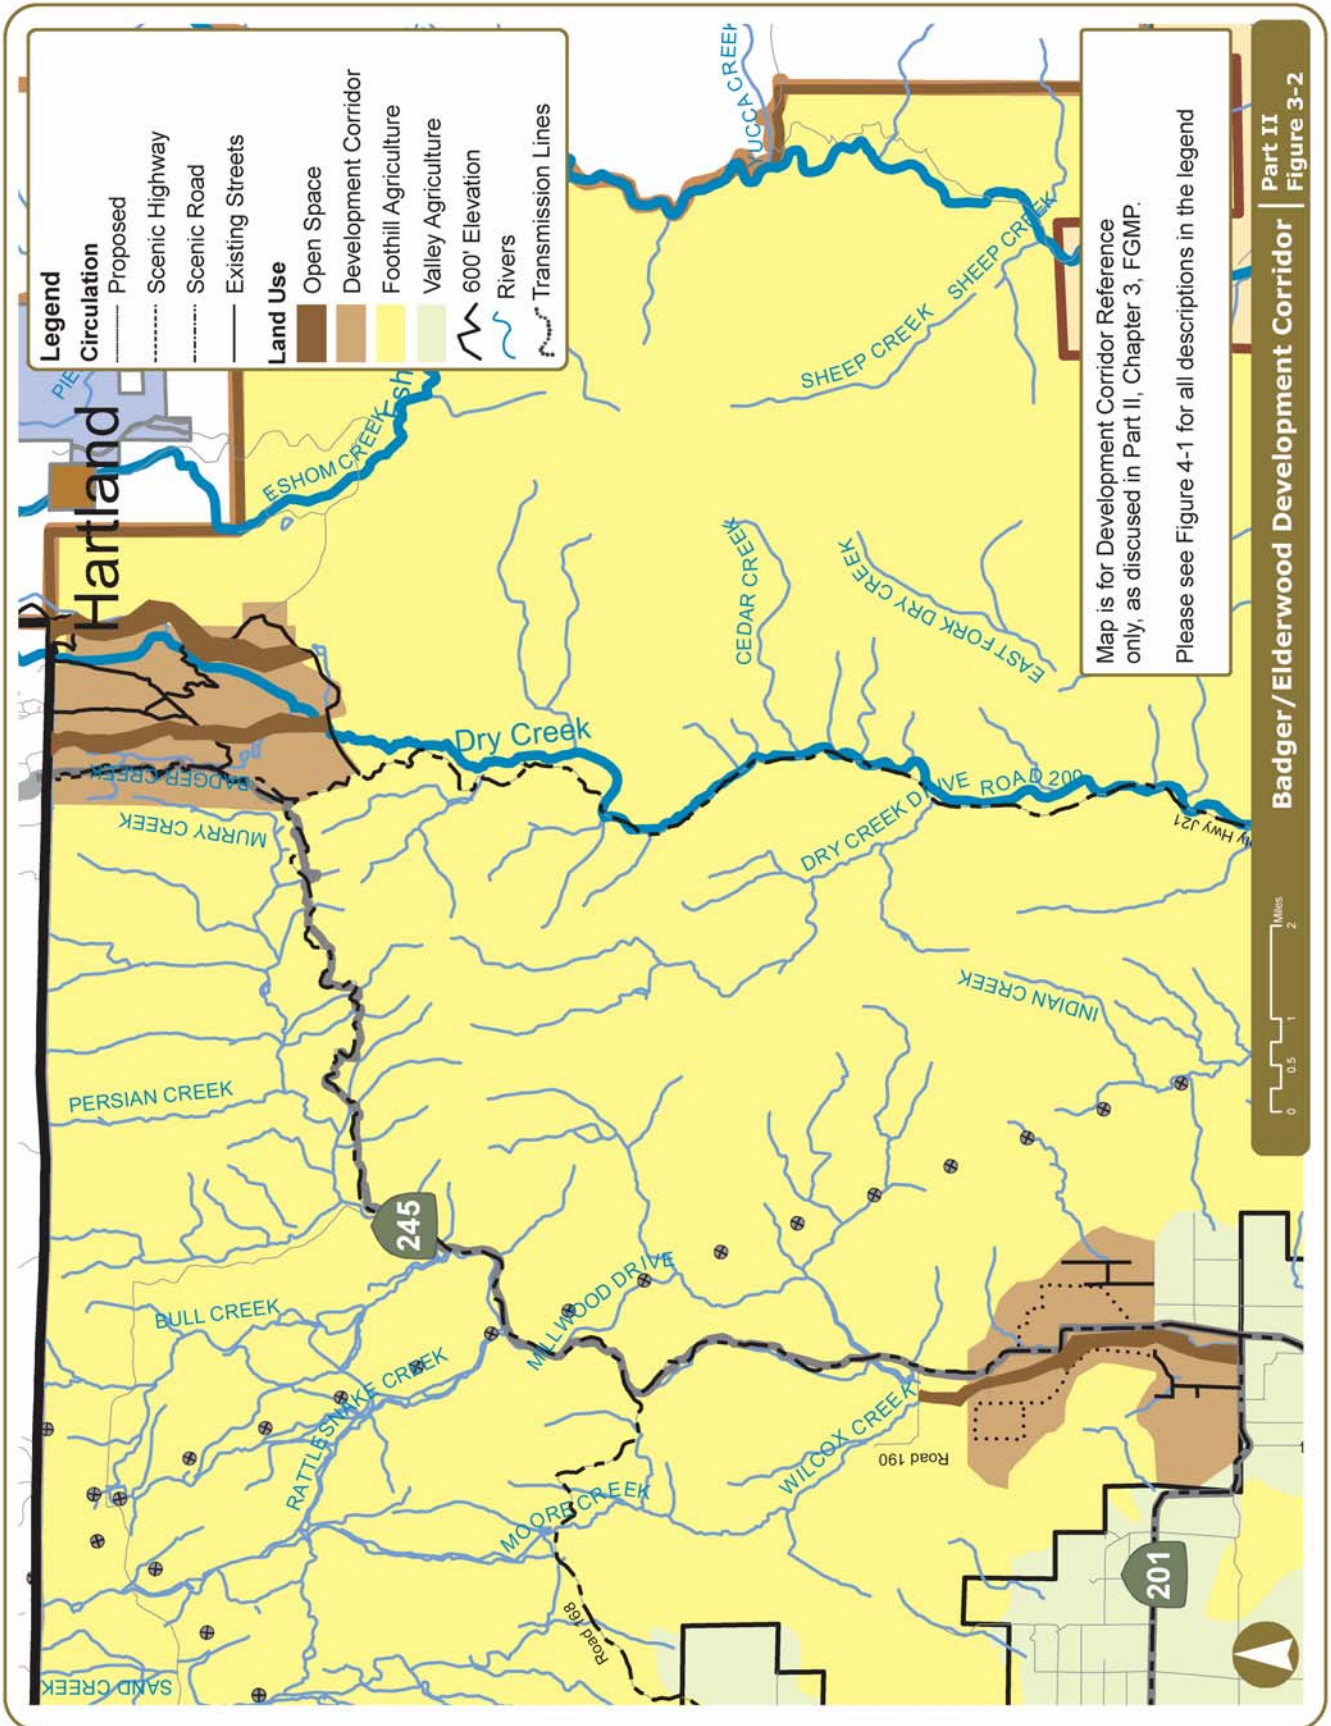 Legend
Circulation
Proposed
Scenic Highway
Scenic Road
Existing Streets
Land Use
Open Space
Development Corridor
Foothill Agriculture
Valley Agriculture
600' Elevation
Rivers
Transmission Lines
Hartland
PIE
ESHOM CREEK
Esh
YUCCA CREEK
SHEEP CREEK
SHEEP CREEK
BADGER CREEK
MURRY CREEK
Dry Creek
CEDAR CREEK
EAST FORK DRY CREEK
DRY CREEK DRIVE
ROAD 200
Hwy J21
INDIAN CREEK
PERSIAN CREEK
245
BULL CREEK
RATTLESNAKE CREEK
MILLWOOD DRIVE
MOORE CREEK
WILCOX CREEK
Road 190
Road 168
SAND CREEK
201
Map is for Development Corridor Reference
only, as discused in Part II, Chapter 3, FGMP.
Please see Figure 4-1 for all descriptions in the legend
0 0.5 1 2
Miles
Badger/Elderwood Development Corridor
Part II
Figure 3-2